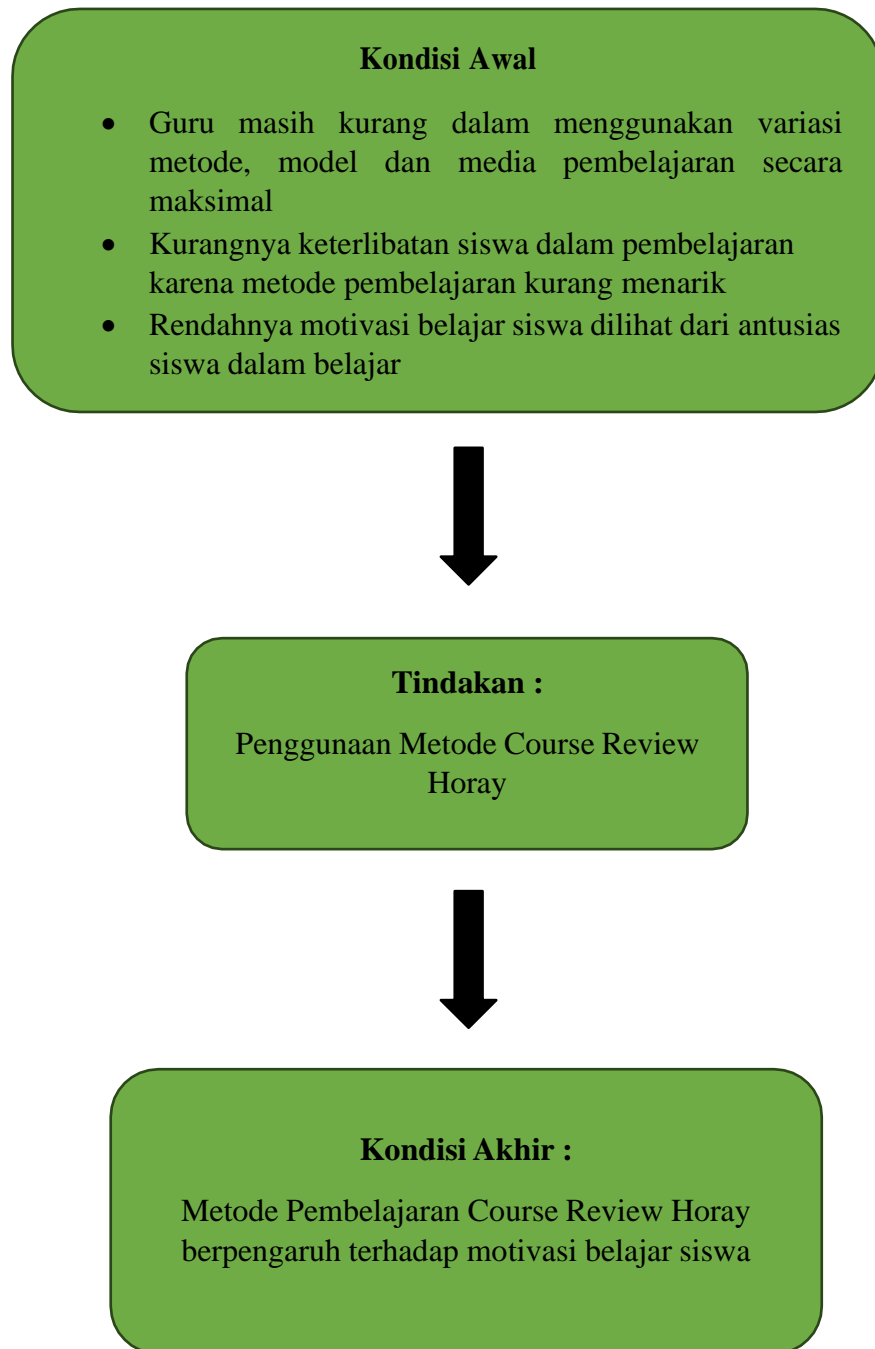 Kondisi Awal
• Guru masih kurang dalam menggunakan variasi
metode, model dan media pembelajaran secara
maksimal
• Kurangnya keterlibatan siswa dalam pembelajaran
karena metode pembelajaran kurang menarik
• Rendahnya motivasi belajar siswa dilihat dari antusias
siswa dalam belajar
Tindakan :
Penggunaan Metode Course Review
Horay
Kondisi Akhir :
Metode Pembelajaran Course Review Horay
berpengaruh terhadap motivasi belajar siswa